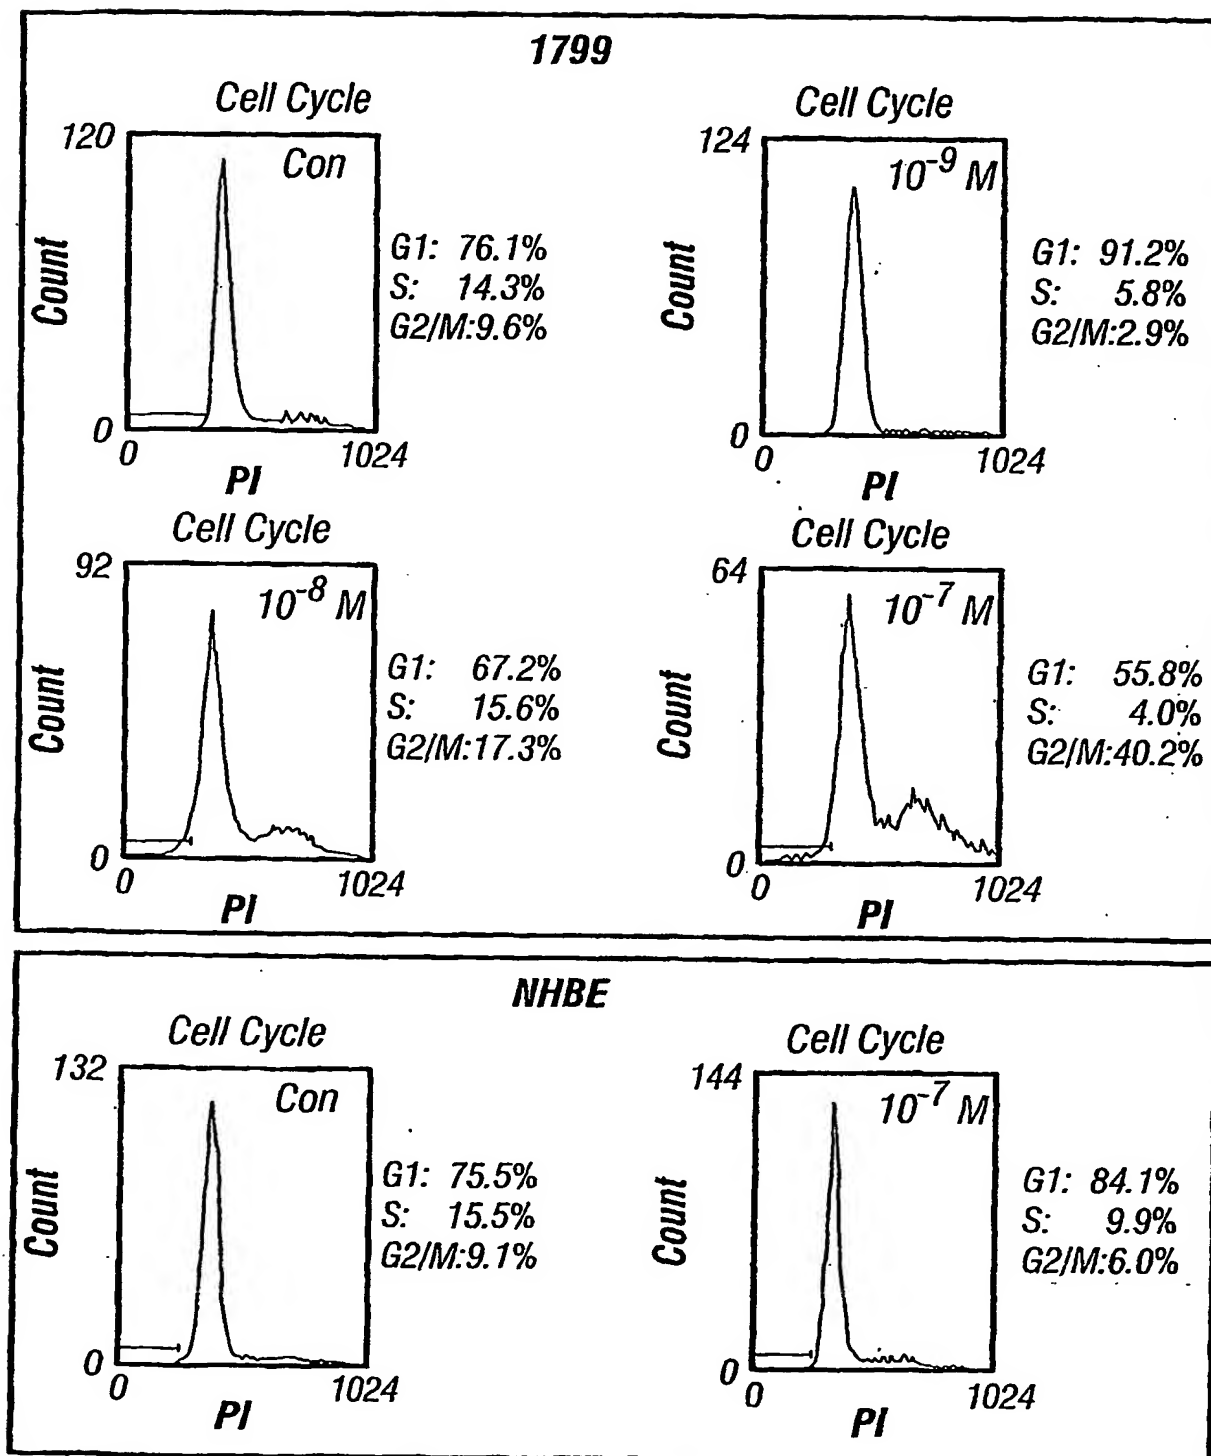 1799
Cell Cycle
120
Con
Count
G1: 76.1%
S: 14.3%
G2/M:9.6%
0
0
1024
PI
Cell Cycle
124
10⁻⁹ M
Count
G1: 91.2%
S: 5.8%
G2/M:2.9%
0
0
1024
PI
Cell Cycle
92
10⁻⁸ M
Count
G1: 67.2%
S: 15.6%
G2/M:17.3%
0
0
1024
PI
Cell Cycle
64
10⁻⁷ M
Count
G1: 55.8%
S: 4.0%
G2/M:40.2%
0
0
1024
PI
NHBE
Cell Cycle
132
Con
Count
G1: 75.5%
S: 15.5%
G2/M:9.1%
0
0
1024
PI
Cell Cycle
144
10⁻⁷ M
Count
G1: 84.1%
S: 9.9%
G2/M:6.0%
0
0
1024
PI